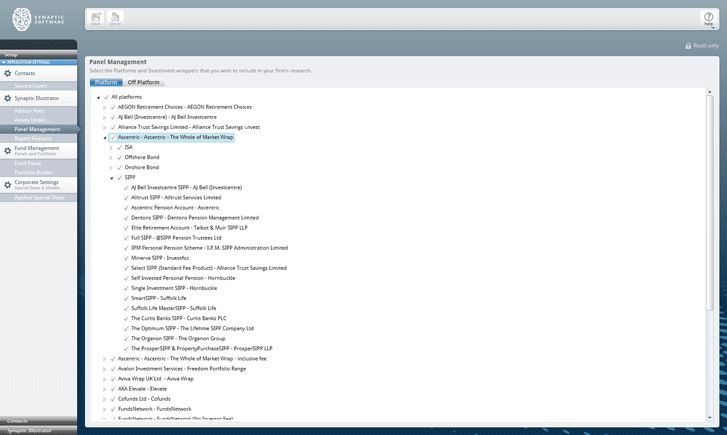 SYNAPTIC
SOFTWARE
Help
Read-only
Setup
APPLICATION SETTINGS
Contacts
Service Levels
Synaptic Illustrator
Adviser Fees
Assets Under...
Panel Management
Report Features
Fund Management
Panels and Portfolios
Fund Panel
Portfolio Builder
Corporate Settings
Special Deals & Models
Applied Special Deals
Contacts
Synaptic Illustrator
Panel Management
Select the Platforms and Investment wrappers that you wish to include in your firm's research.
Platform
Off Platform
All platforms
AEGON Retirement Choices - AEGON Retirement Choices
AJ Bell (Investcentre) - AJ Bell Investcentre
Alliance Trust Savings Limited - Alliance Trust Savings i.nvest
Ascentric - Ascentric - The Whole of Market Wrap
ISA
Offshore Bond
Onshore Bond
SIPP
AJ Bell Investcentre SIPP - AJ Bell (Investcentre)
Alltrust SIPP - Alltrust Services Limited
Ascentric Pension Account - Ascentric
Dentons SIPP - Dentons Pension Management Limited
Elite Retirement Account - Talbot & Muir SIPP LLP
Full SIPP - @SIPP Pension Trustees Ltd
IPM Personal Pension Scheme - I.P.M. SIPP Administration Limited
Minerva SIPP - InvestAcc
Select SIPP (Standard Fee Product) - Alliance Trust Savings Limited
Self Invested Personal Pension - Hornbuckle
Single Investment SIPP - Hornbuckle
SmartSIPP - Suffolk Life
Suffolk Life MasterSIPP - Suffolk Life
The Curtis Banks SIPP - Curtis Banks PLC
The Optimum SIPP - The Lifetime SIPP Company Ltd
The Organon SIPP - The Organon Group
The ProsperSIPP & PropertyPurchaseSIPP - ProsperSIPP LLP
Ascentric - Ascentric - The Whole of Market Wrap - inclusive fee
Avalon Investment Services - Freedom Portfolio Range
Aviva Wrap UK Ltd - Aviva Wrap
AXA Elevate - Elevate
Cofunds Ltd - Cofunds
FundsNetwork - FundsNetwork
FundsNetwork - FundsNetwork (No Investor Fee)